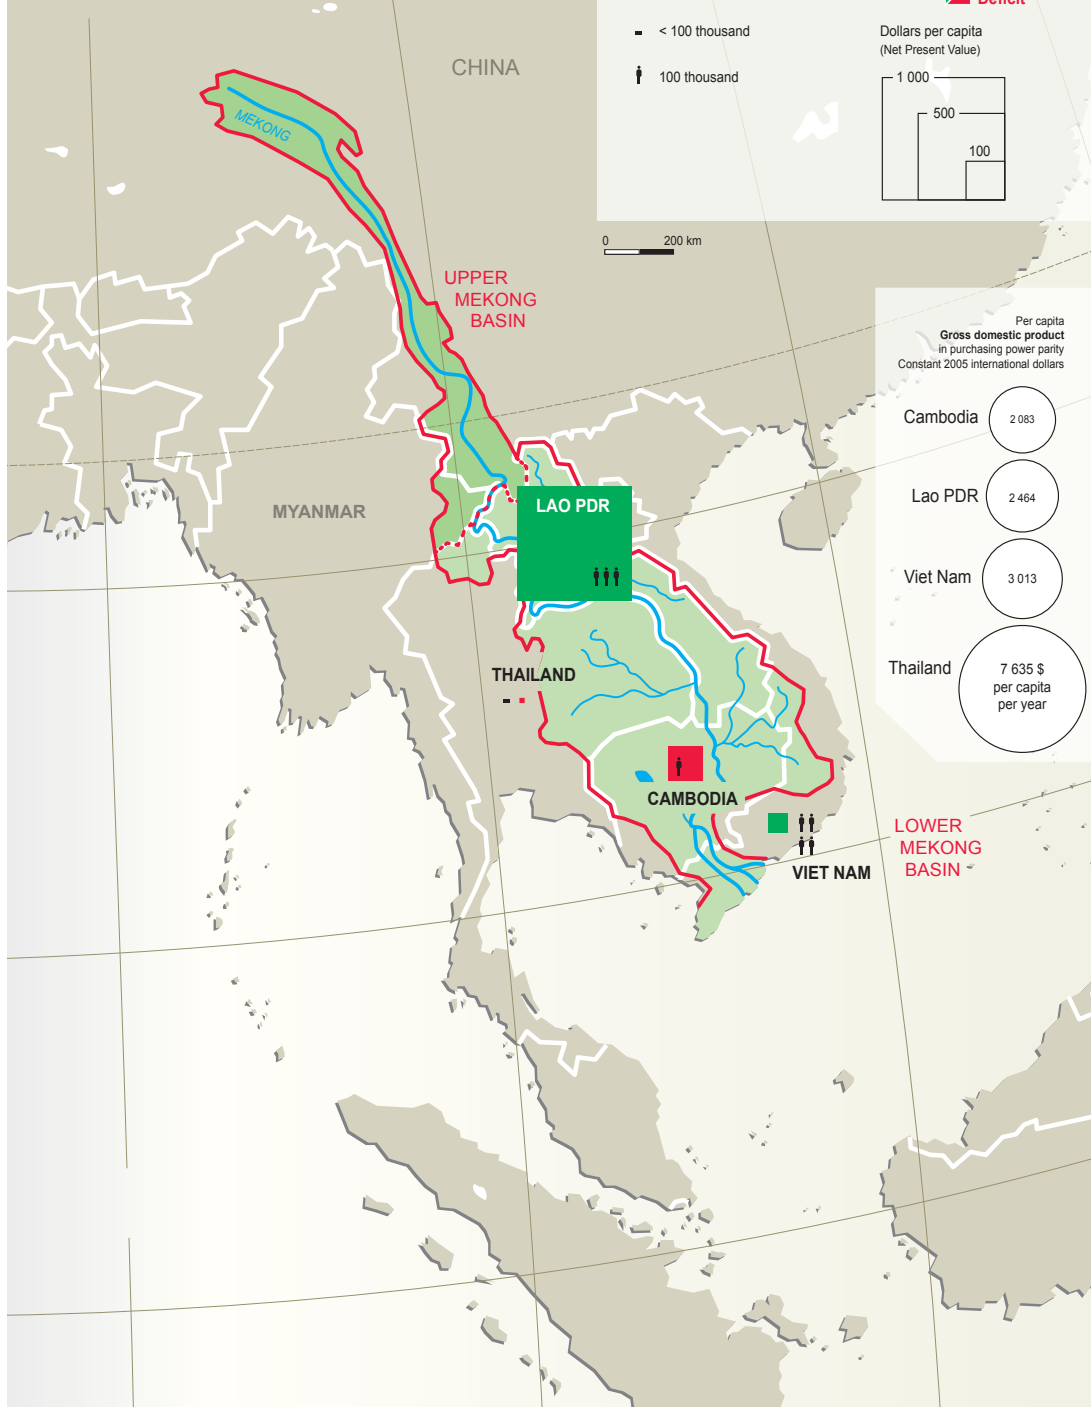 Deficit
< 100 thousand
100 thousand
Dollars per capita
(Net Present Value)
1 000
500
100
CHINA
MEKONG
0 200 km
UPPER
MEKONG
BASIN
Per capita
Gross domestic product
in purchasing power parity
Constant 2005 international dollars
Cambodia 2 083
Lao PDR 2 464
Viet Nam 3 013
Thailand 7 635 $
per capita
per year
MYANMAR
LAO PDR
THAILAND
CAMBODIA
VIET NAM
LOWER
MEKONG
BASIN